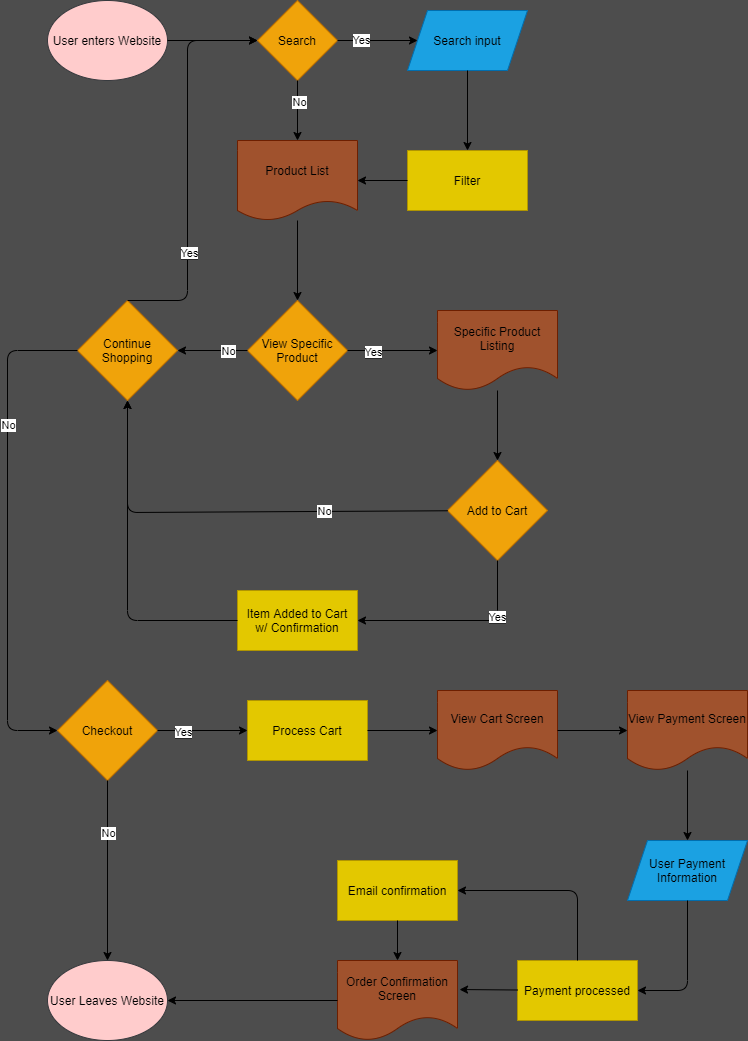 User enters Website
Search
Yes
Search input
No
Product List
Filter
Yes
Continue
Shopping
No
View Specific
Product
Yes
Specific Product
Listing
No
Add to Cart
No
Item Added to Cart
w/ Confirmation
Yes
Checkout
Yes
Process Cart
View Cart Screen
View Payment Screen
No
User Payment
Information
Email confirmation
User Leaves Website
Order Confirmation
Screen
Payment processed